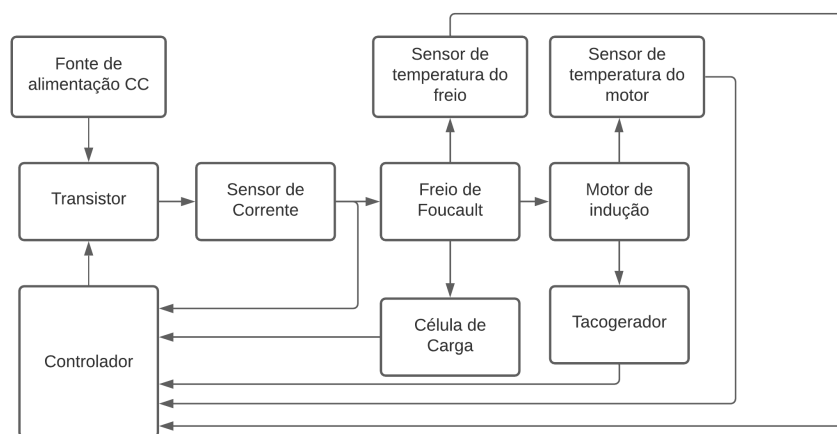 Fonte de
alimentação CC
Sensor de
temperatura do
freio
Sensor de
temperatura do
motor
Transistor
Sensor de
Corrente
Freio de
Foucault
Motor de
indução
Controlador
Célula de
Carga
Tacogerador